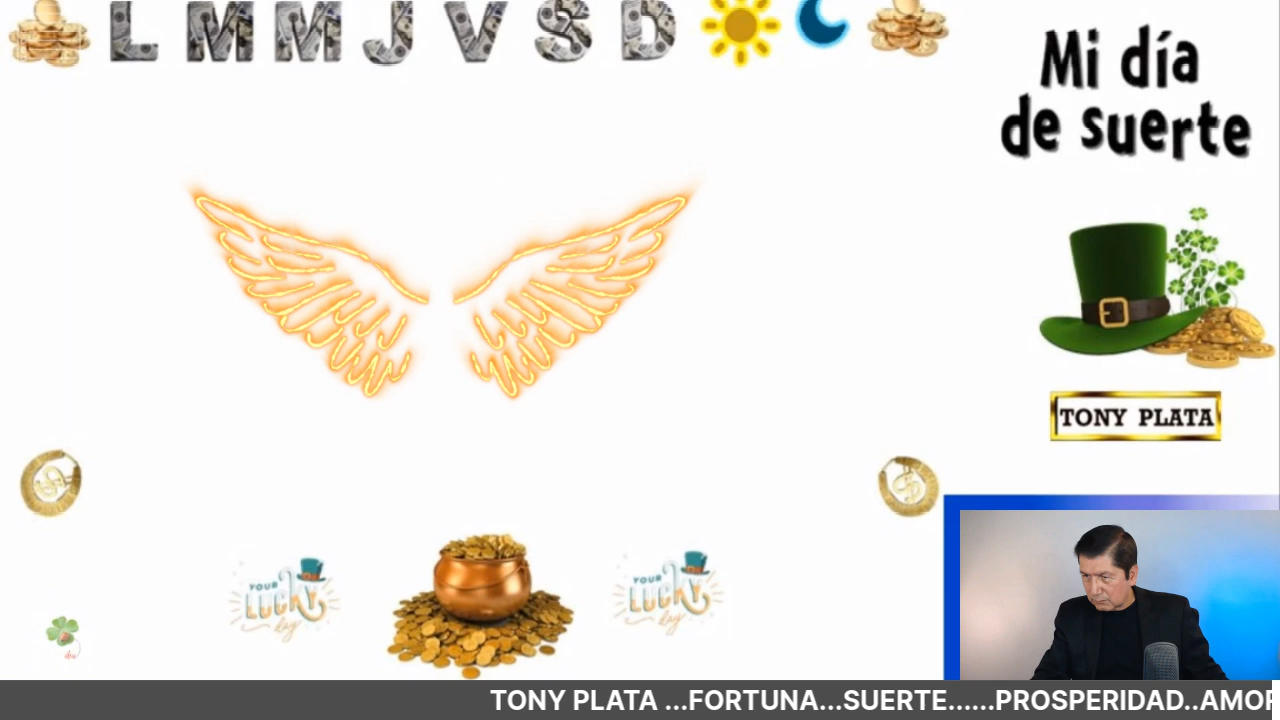 L M M J V S D
Mi día
de suerte
TONY PLATA
YOUR
LUCKY
day
YOUR
LUCKY
day
TONY PLATA ...FORTUNA...SUERTE......PROSPERIDAD..AMOR